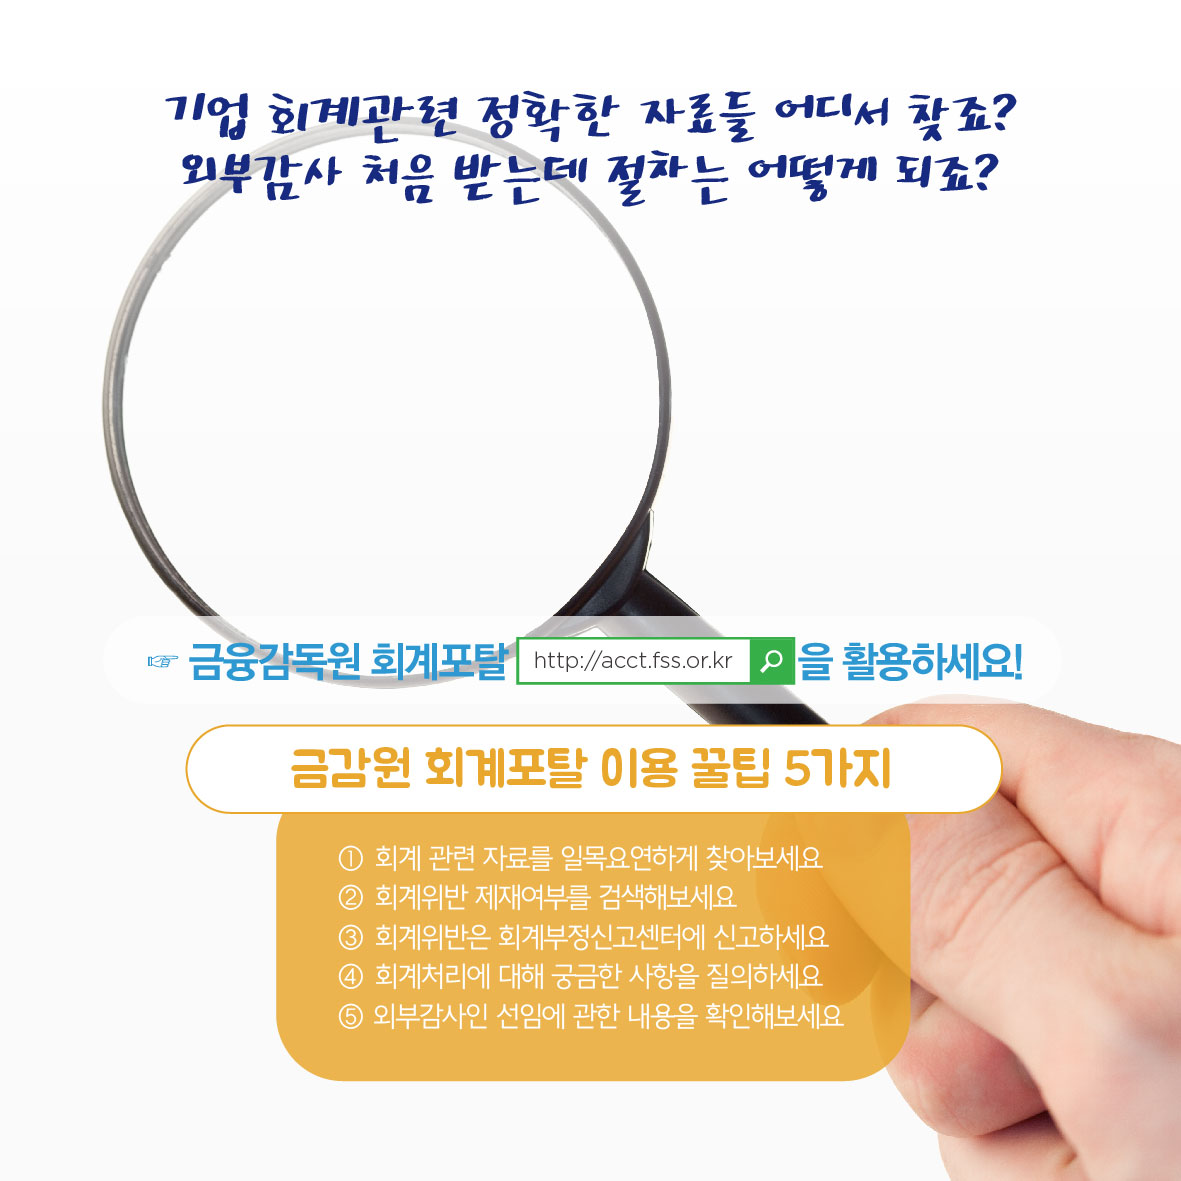 기업 회계관련 정확한 자료들 어디서 찾죠?
외부감사 처음 받는데 절차는 어떻게 되죠?
☞ 금융감독원 회계포탈 http://acct.fss.or.kr 을 활용하세요!
금감원 회계포탈 이용 꿀팁 5가지
① 회계 관련 자료를 일목요연하게 찾아보세요
② 회계위반 제재여부를 검색해보세요
③ 회계위반은 회계부정신고센터에 신고하세요
④ 회계처리에 대해 궁금한 사항을 질의하세요
⑤ 외부감사인 선임에 관한 내용을 확인해보세요